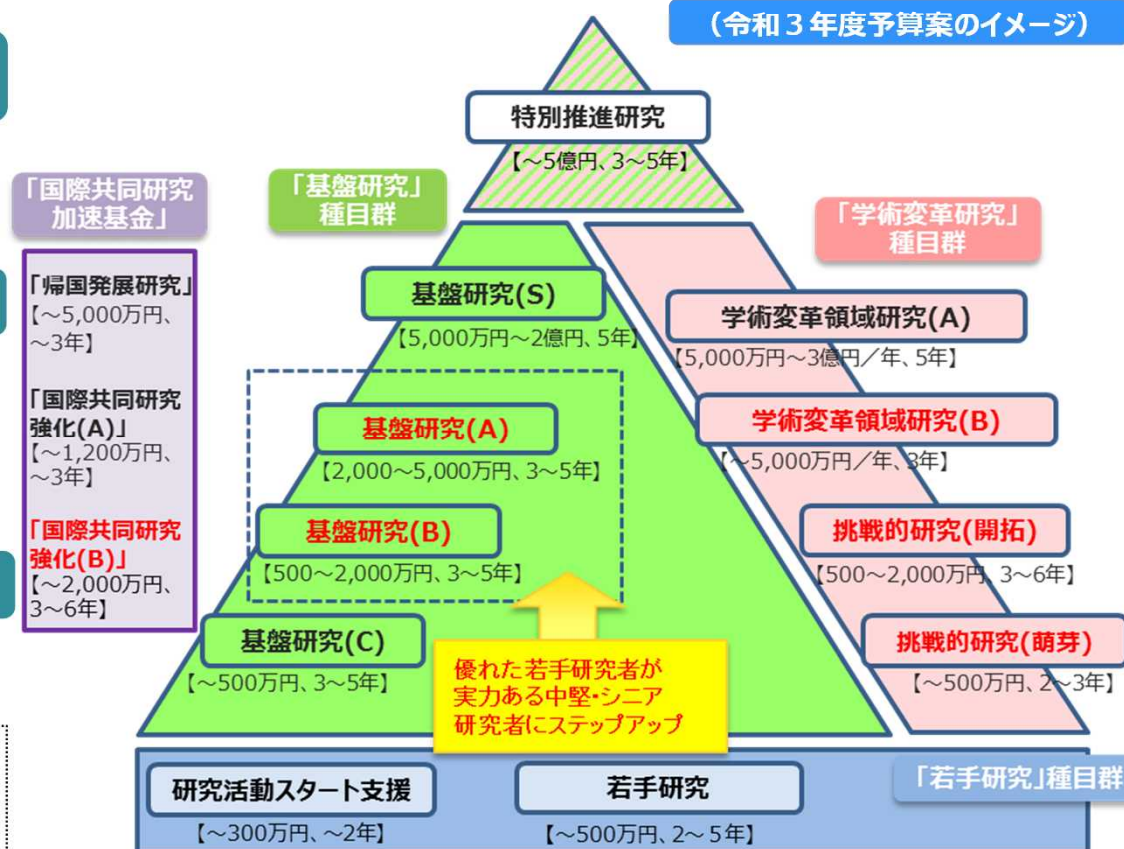 (令和3年度予算案のイメージ)
特別推進研究
【~5億円、3~5年】
「国際共同研究
加速基金」
「帰国発展研究」
【~5,000万円、
~3年】
「国際共同研究
強化(A)」
【~1,200万円、
~3年】
「国際共同研究
強化(B)」
【~2,000万円、
3~6年】
「基盤研究」
種目群
基盤研究(S)
【5,000万円~2億円、5年】
基盤研究(A)
【2,000~5,000万円、3~5年】
基盤研究(B)
【500~2,000万円、3~5年】
基盤研究(C)
【~500万円、3~5年】
優れた若手研究者が
実力ある中堅・シニア
研究者にステップアップ
「学術変革研究」
種目群
学術変革領域研究(A)
【5,000万円~3億円/年、5年】
学術変革領域研究(B)
【~5,000万円/年、3年】
挑戦的研究(開拓)
【500~2,000万円、3~6年】
挑戦的研究(萌芽)
【~500万円、2~3年】
「若手研究」種目群
研究活動スタート支援
【~300万円、~2年】
若手研究
【~500万円、2~5年】